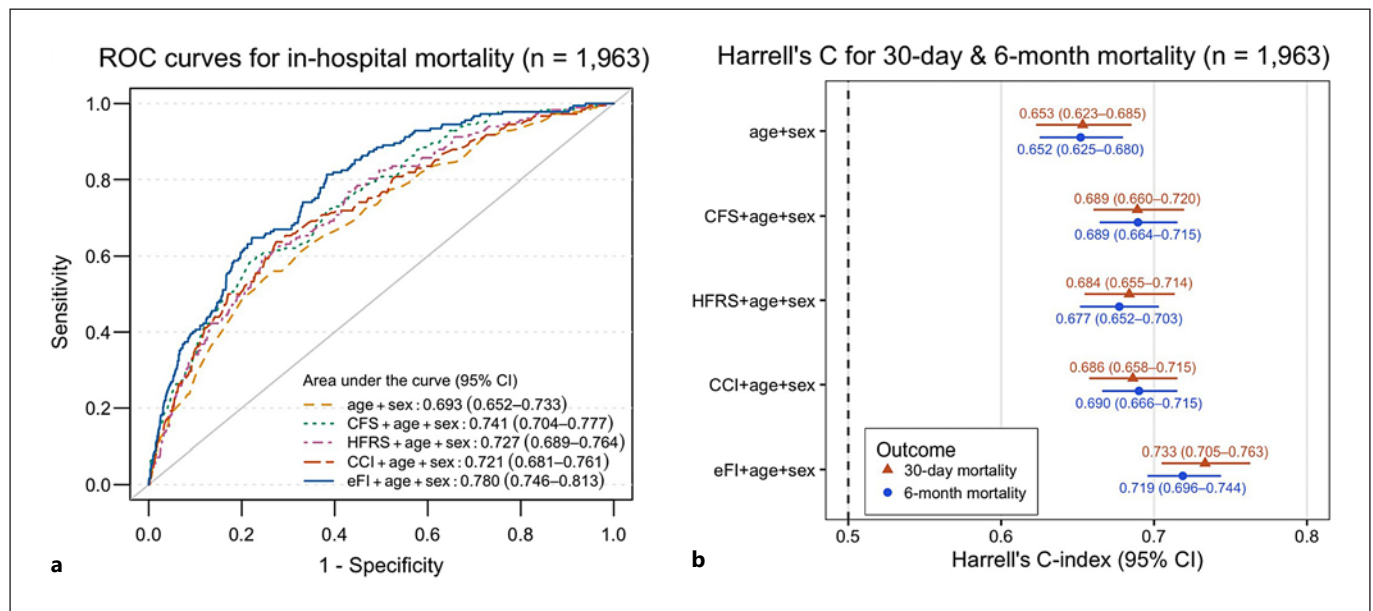 ROC curves for in-hospital mortality (n = 1,963)
1.0
0.8
0.6
0.4
0.2
0.0
Sensitivity
Area under the curve (95% CI)
age + sex : 0.693 (0.652–0.733)
CFS + age + sex : 0.741 (0.704–0.777)
HFRS + age + sex : 0.727 (0.689–0.764)
CCI + age + sex : 0.721 (0.681–0.761)
eFI + age + sex : 0.780 (0.746–0.813)
0.0 0.2 0.4 0.6 0.8 1.0
1 - Specificity
a
Harrell's C for 30-day & 6-month mortality (n = 1,963)
0.653 (0.623–0.685)
age+sex
0.652 (0.625–0.680)
0.689 (0.660–0.720)
CFS+age+sex
0.689 (0.664–0.715)
0.684 (0.655–0.714)
HFRS+age+sex
0.677 (0.652–0.703)
0.686 (0.658–0.715)
CCI+age+sex
0.690 (0.666–0.715)
0.733 (0.705–0.763)
eFI+age+sex
0.719 (0.696–0.744)
Outcome
30-day mortality
6-month mortality
0.5 0.6 0.7 0.8
Harrell's C-index (95% CI)
b